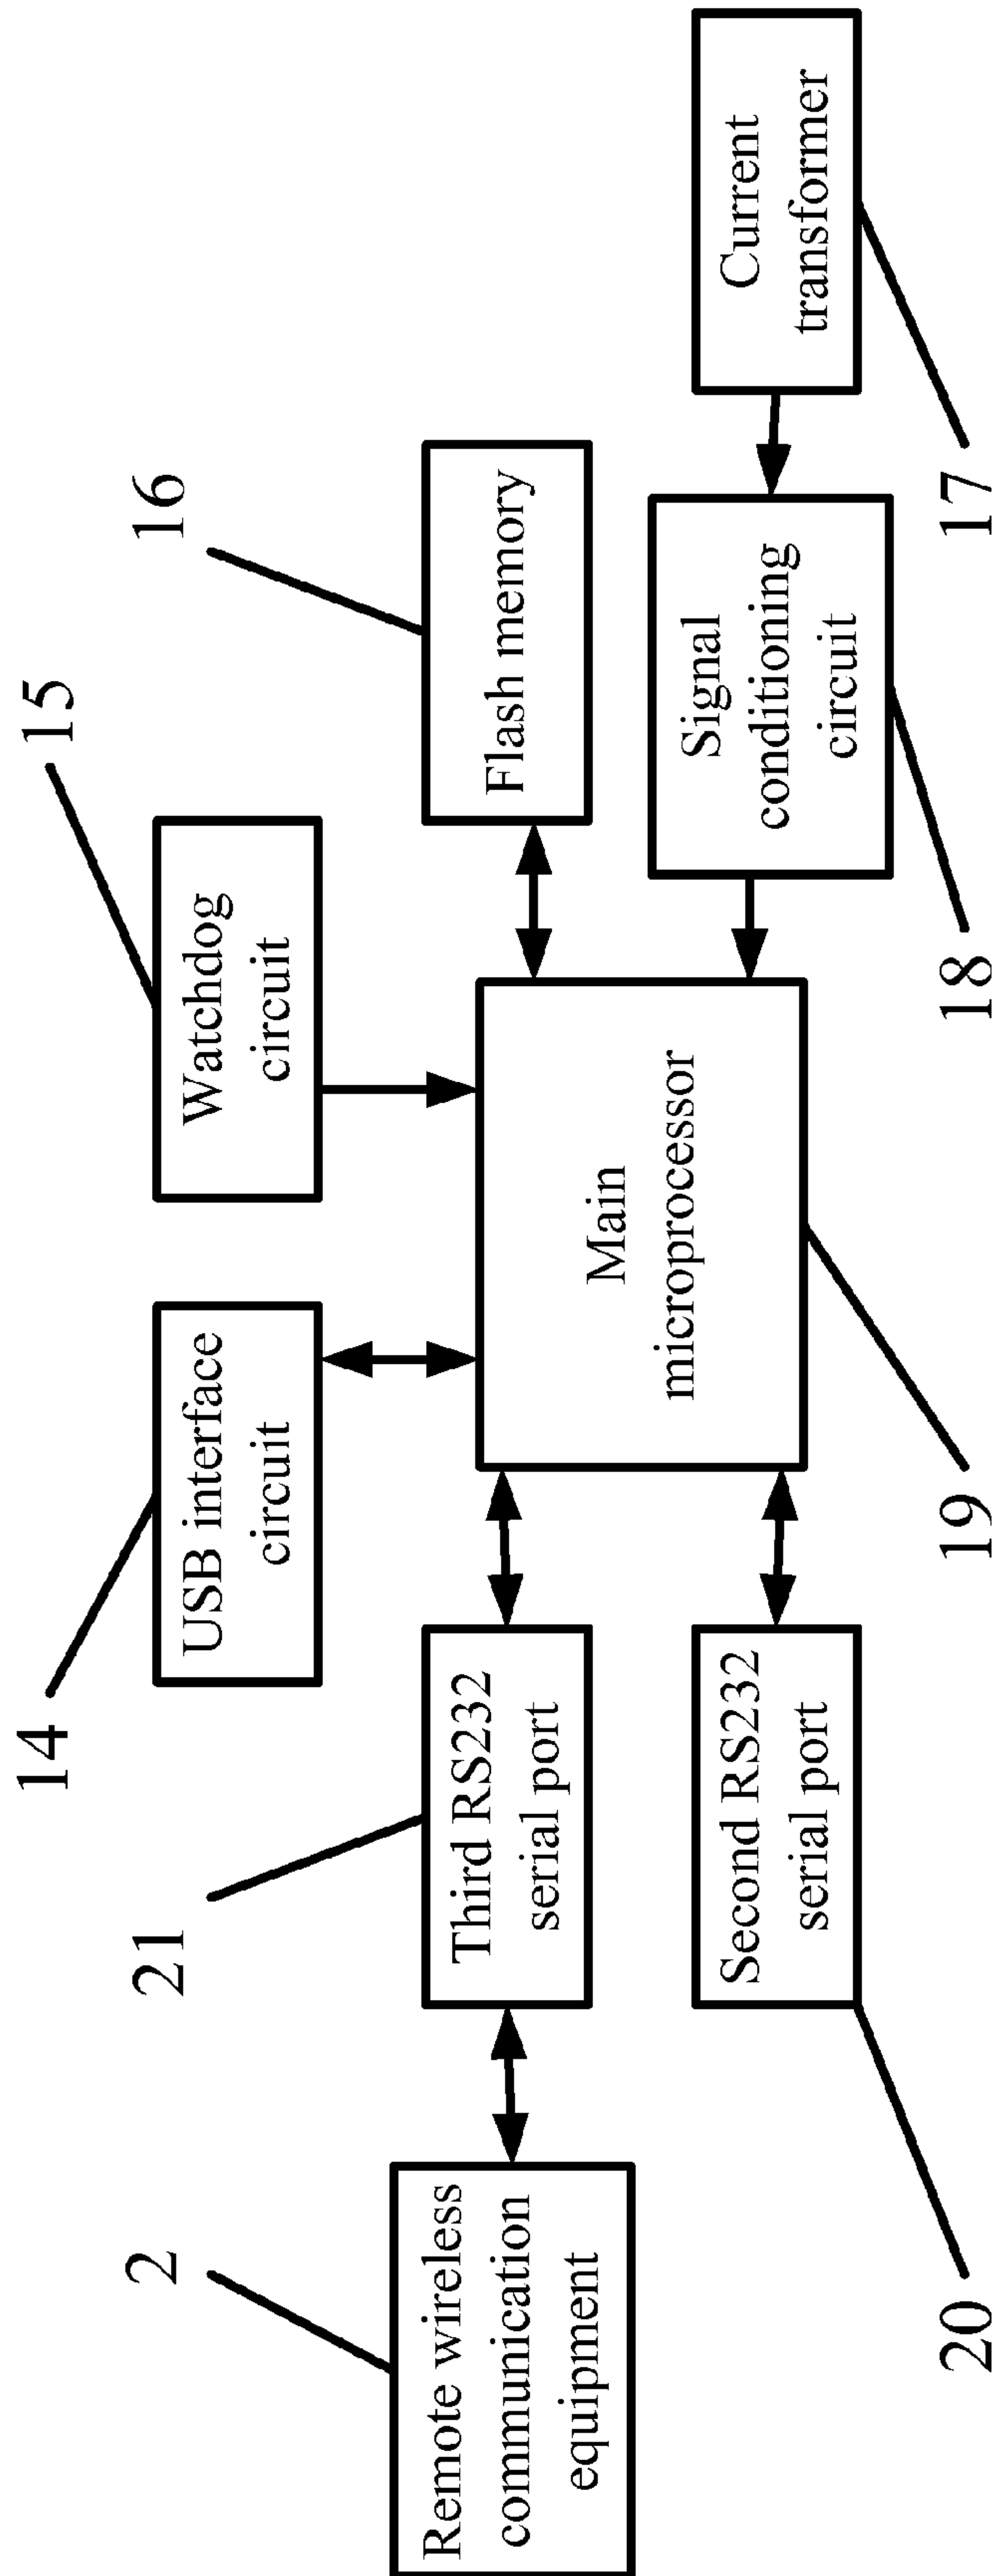 14
15
USB interface
circuit
Watchdog
circuit
2
21
16
Remote wireless
communication
equipment
Third RS232
serial port
Flash memory
Main
microprocessor
Second RS232
serial port
Signal
conditioning
circuit
Current
transformer
20
19
18
17